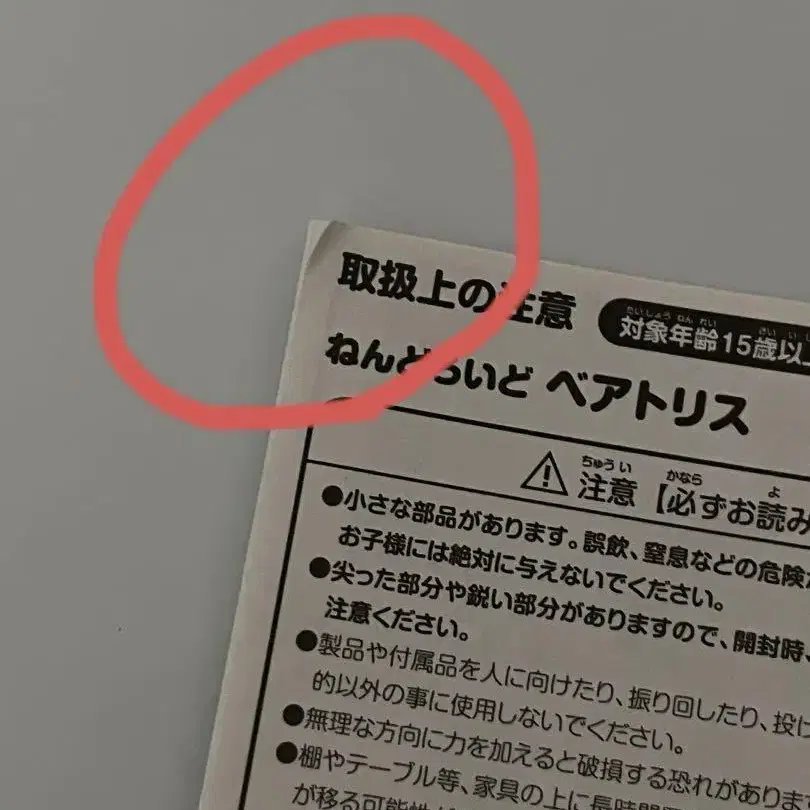 取扱上の注意 対象年齢15歳以上
ねんどろいど ベアトリス
注意【必ずお読み
●小さな部品があります。誤飲、窒息などの危険が
お子様には絶対に与えないでください。
●尖った部分や鋭い部分がありますので、開封時、
注意ください。
●製品や付属品を人に向けたり、振り回したり、投げ
的以外の事に使用しないでください。
●無理な方向に力を加えると破損する恐れがあります
●棚やテーブル等、家具の上に長時間
が移る可能性が